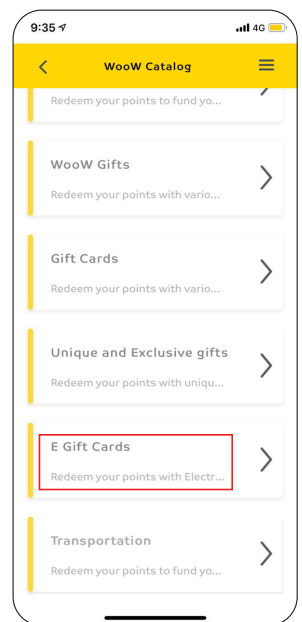 9:35 4G
WooW Catalog
Redeem your points to fund yo...
WooW Gifts
Redeem your points with vario...
Gift Cards
Redeem your points with vario...
Unique and Exclusive gifts
Redeem your points with uniqu...
E Gift Cards
Redeem your points with Electr...
Transportation
Redeem your points to fund yo...